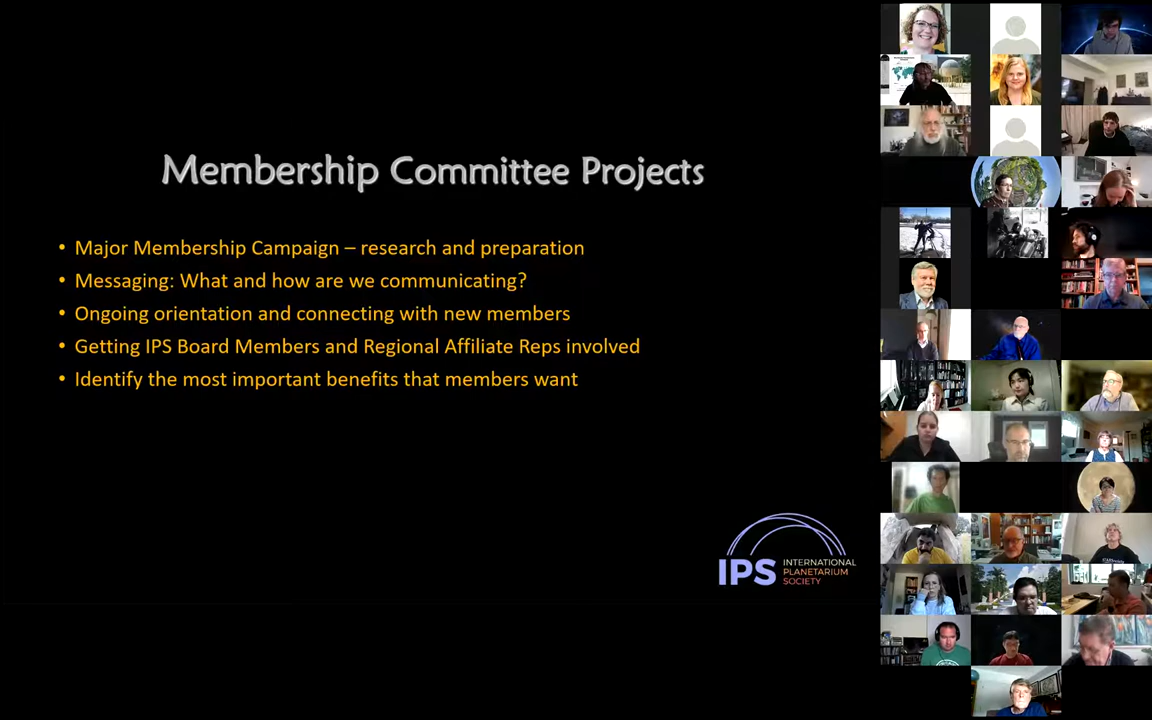 Membership Committee Projects
• Major Membership Campaign – research and preparation
• Messaging: What and how are we communicating?
• Ongoing orientation and connecting with new members
• Getting IPS Board Members and Regional Affiliate Reps involved
• Identify the most important benefits that members want
IPS INTERNATIONAL
PLANETARIUM
SOCIETY